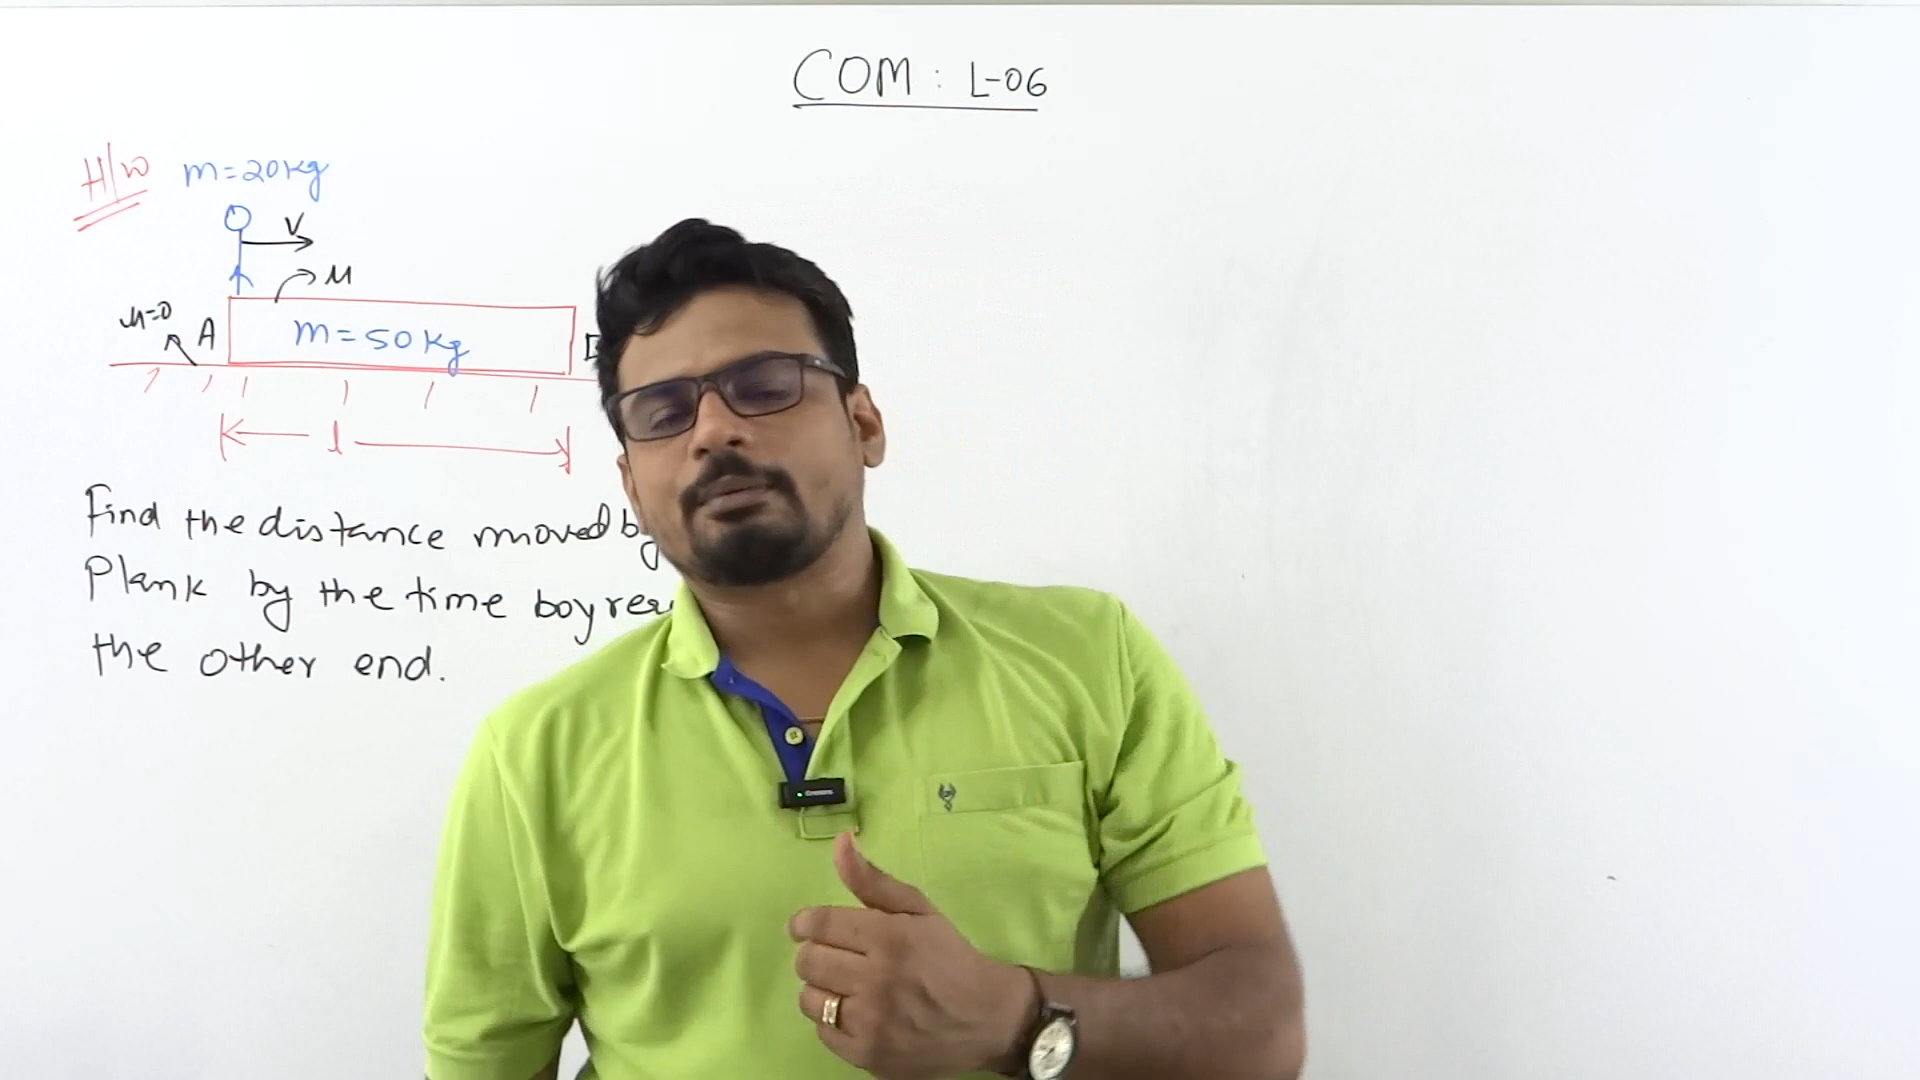 COM : L-06
H/W m=20kg
V
M
μ=0 A
m=50kg
l
Find the distance moved
Plank by the time boy
the other end.